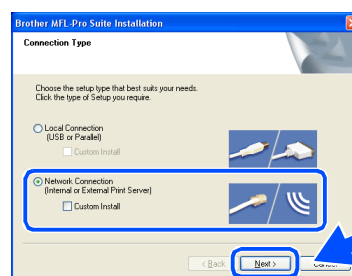 Brother MFL-Pro Suite Installation
Connection Type
Choose the setup type that best suits your needs.
Click the type of Setup you require.
Local Connection
(USB or Parallel)
Custom Install
Network Connection
(Internal or External Print Server)
Custom Install
< Back
Next >
Cancel